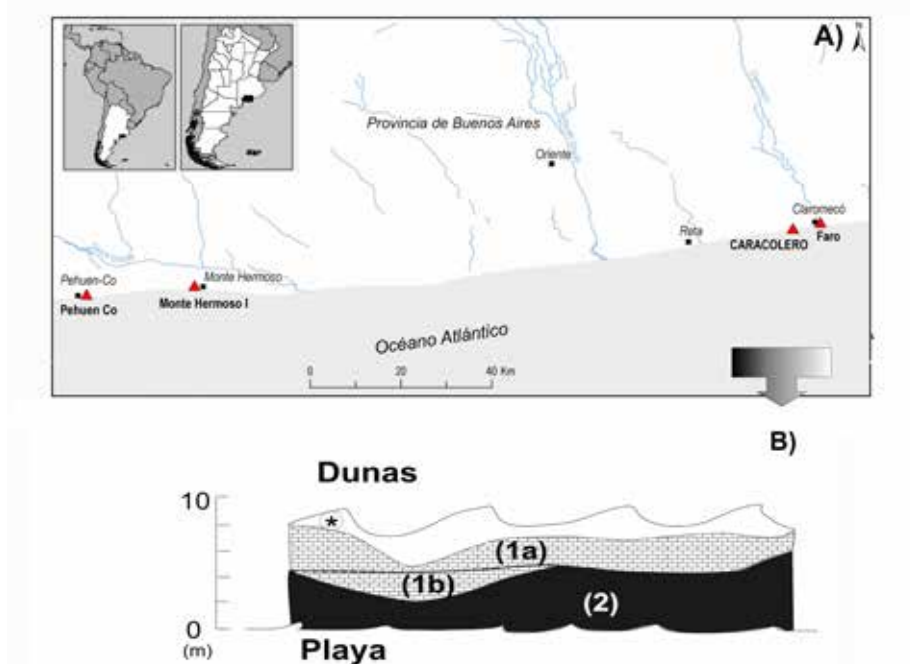 A)
N
Provincia de Buenos Aires
Oriente
Claromecó
Faro
Reta
CARACOLERO
Pehuen-Co
Pehuen Co
Monte Hermoso
Monte Hermoso I
Océano Atlántico
0 20 40 Km
B)
Dunas
10
*
(1a)
(1b)
(2)
0
(m)
Playa